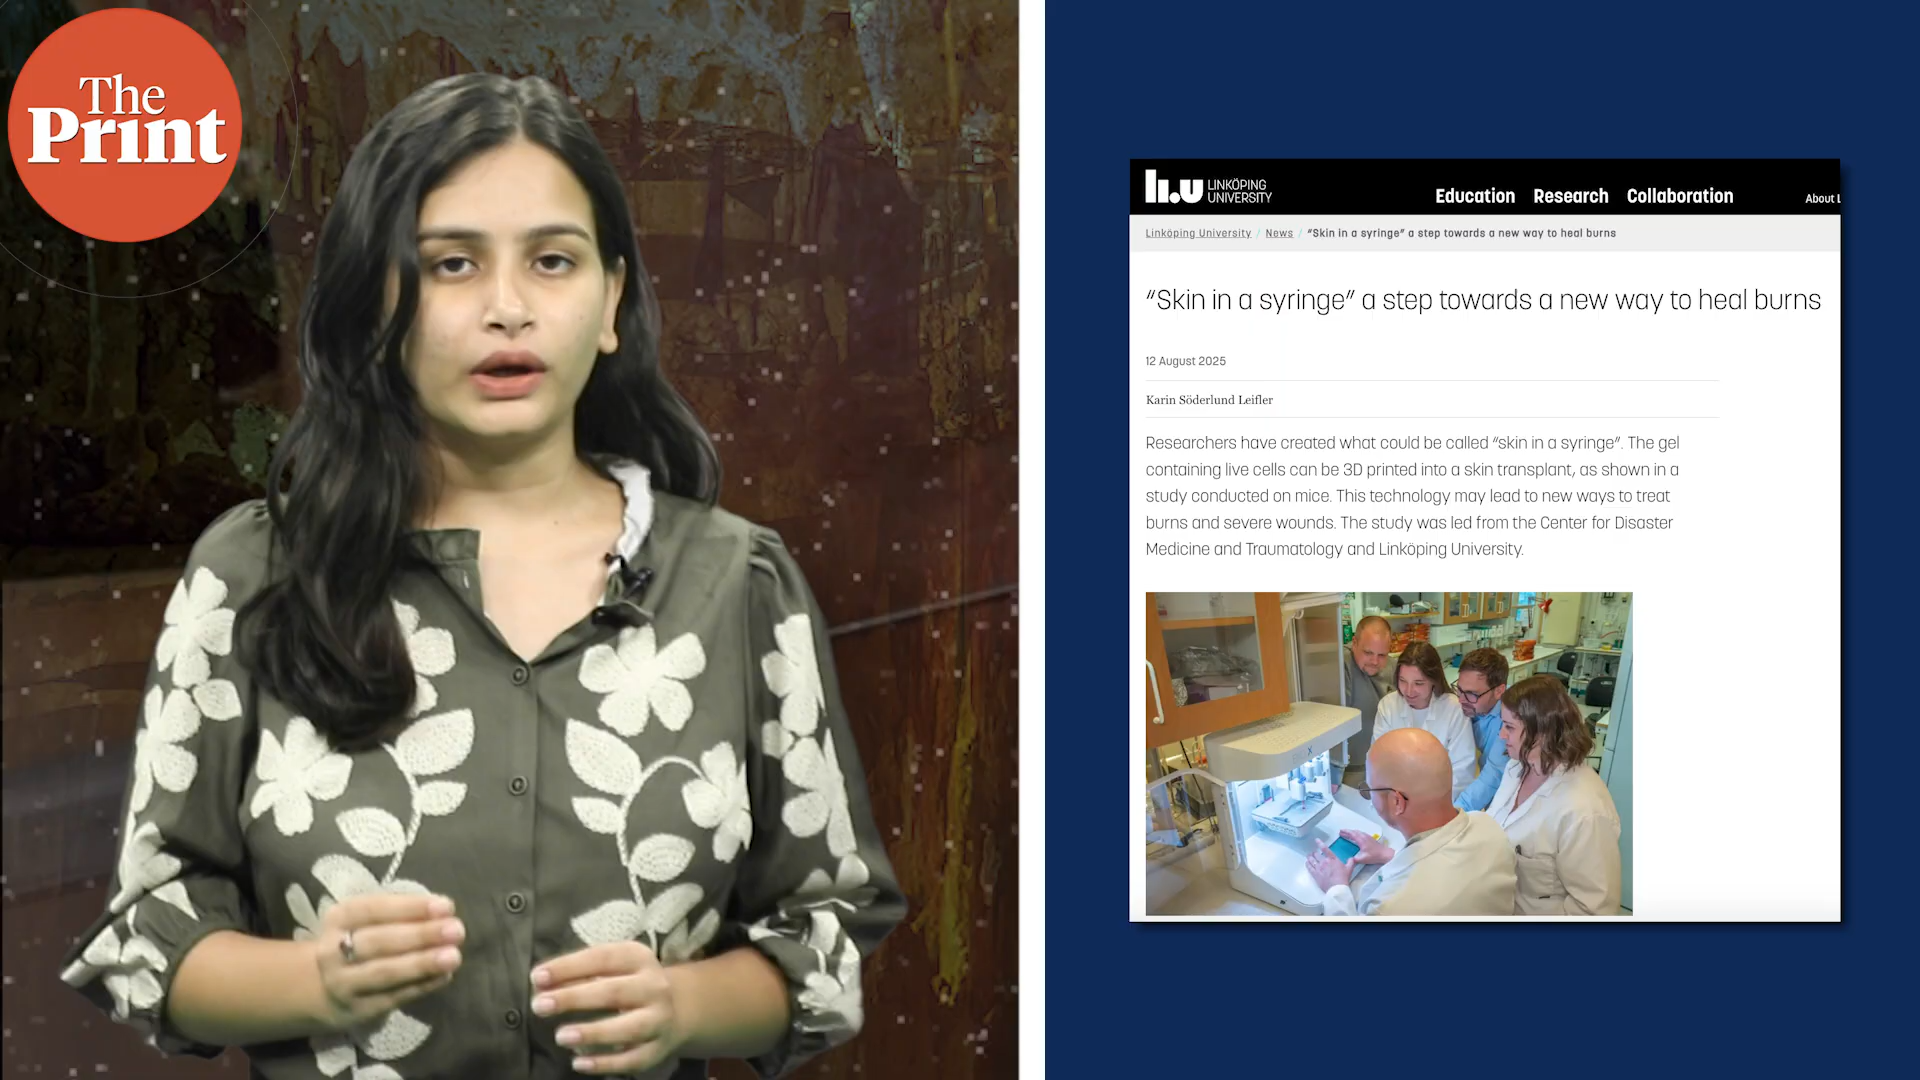 The
Print
li.u LINKÖPING
UNIVERSITY
Education Research Collaboration
About L
Linköping University / News / “Skin in a syringe” a step towards a new way to heal burns
“Skin in a syringe” a step towards a new way to heal burns
12 August 2025
Karin Söderlund Leifler
Researchers have created what could be called “skin in a syringe”. The gel
containing live cells can be 3D printed into a skin transplant, as shown in a
study conducted on mice. This technology may lead to new ways to treat
burns and severe wounds. The study was led from the Center for Disaster
Medicine and Traumatology and Linköping University.